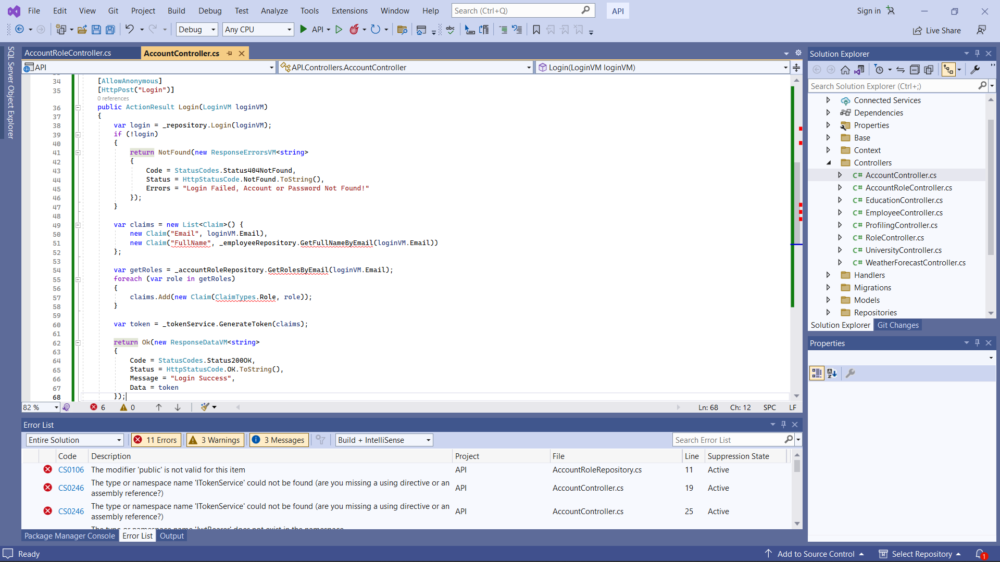 File Edit View Git Project Build Debug Test Analyze Tools Extensions Window Help Search (Ctrl+Q) API Sign in
Debug Any CPU API Live Share
SQL Server Object Explorer
AccountRoleController.cs AccountController.cs
API API.Controllers.AccountController Login(LoginVM loginVM)
34 [AllowAnonymous]
35 [HttpPost("Login")]
0 references
36 public ActionResult Login(LoginVM loginVM)
37 {
38 var login = _repository.Login(loginVM);
39 if (!login)
40 {
41 return NotFound(new ResponseErrorsVM<string>
42 {
43 Code = StatusCodes.Status404NotFound,
44 Status = HttpStatusCode.NotFound.ToString(),
45 Errors = "Login Failed, Account or Password Not Found!"
46 });
47 }
48
49 var claims = new List<Claim>() {
50 new Claim("Email", loginVM.Email),
51 new Claim("FullName", _employeeRepository.GetFullNameByEmail(loginVM.Email))
52 };
53
54 var getRoles = _accountRoleRepository.GetRolesByEmail(loginVM.Email);
55 foreach (var role in getRoles)
56 {
57 claims.Add(new Claim(ClaimTypes.Role, role));
58 }
59
60 var token = _tokenService.GenerateToken(claims);
61
62 return Ok(new ResponseDataVM<string>
63 {
64 Code = StatusCodes.Status200OK,
65 Status = HttpStatusCode.OK.ToString(),
66 Message = "Login Success",
67 Data = token
68 });
82 % 6 0 Ln: 68 Ch: 12 SPC LF
Error List
Entire Solution 11 Errors 3 Warnings 3 Messages Build + IntelliSense Search Error List
Code Description Project File Line Suppression State
CS0106 The modifier 'public' is not valid for this item API AccountRoleRepository.cs 11 Active
CS0246 The type or namespace name 'ITokenService' could not be found (are you missing a using directive or an assembly reference?) API AccountController.cs 19 Active
CS0246 The type or namespace name 'ITokenService' could not be found (are you missing a using directive or an assembly reference?) API AccountController.cs 25 Active
The type or namespace name 'JwtBearer' does not exist in the namespace
Package Manager Console Error List Output
Solution Explorer
Search Solution Explorer (Ctrl+;)
Connected Services
Dependencies
Properties
Base
Context
Controllers
C# AccountController.cs
C# AccountRoleController.cs
C# EducationController.cs
C# EmployeeController.cs
C# ProfilingController.cs
C# RoleController.cs
C# UniversityController.cs
C# WeatherForecastController.cs
Handlers
Migrations
Models
Repositories
Solution Explorer Git Changes
Properties
Ready Add to Source Control Select Repository 1